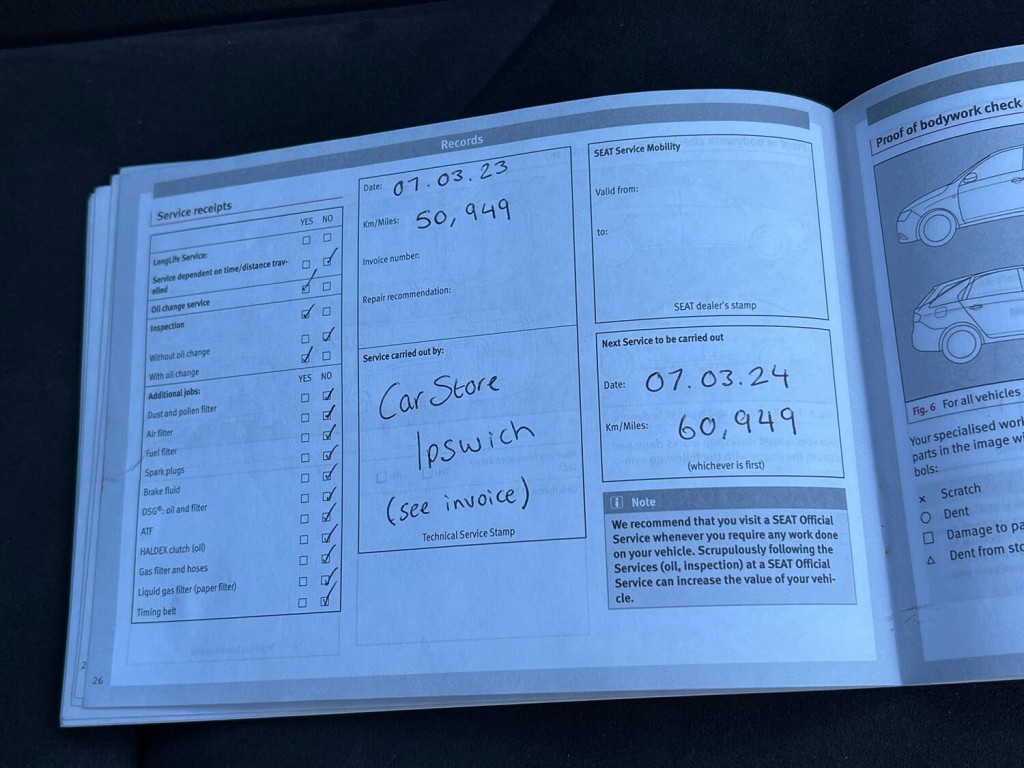 Records
Service receipts
YES NO
LongLife Service:
Service dependent on time/distance trav-
elled
Oil change service
Inspection
Without oil change
With oil change
Additional jobs:
YES NO
Dust and pollen filter
Air filter
Fuel filter
Spark plugs
Brake fluid
DSG®: oil and filter
ATF
HALDEX clutch (oil)
Gas filter and hoses
Liquid gas filter (paper filter)
Timing belt
26
Date: 07.03.23
Km/Miles: 50,949
Invoice number:
Repair recommendation:
Service carried out by:
CarStore
Ipswich
(see invoice)
Technical Service Stamp
SEAT Service Mobility
Valid from:
to:
SEAT dealer's stamp
Next Service to be carried out
Date: 07.03.24
Km/Miles: 60,949
(whichever is first)
i Note
We recommend that you visit a SEAT Official
Service whenever you require any work done
on your vehicle. Scrupulously following the
Services (oil, inspection) at a SEAT Official
Service can increase the value of your vehi-
cle.
Proof of bodywork check
Fig. 6 For all vehicles
Your specialised
parts in the image
bols:
x Scratch
○ Dent
□ Damage to
△ Dent from